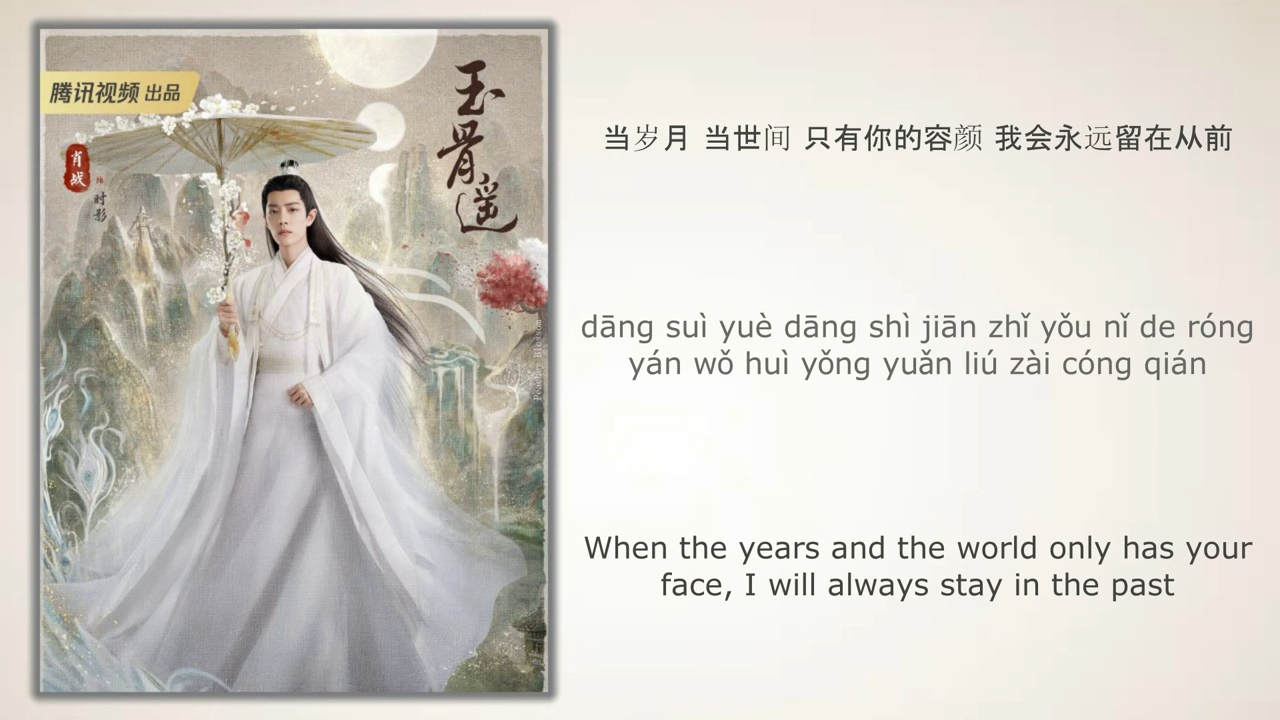 腾讯视频 出品
玉骨遥
肖战
饰
时影
Peach Blossom
当岁月 当世间 只有你的容颜 我会永远留在从前
dāng suì yuè dāng shì jiān zhǐ yǒu nǐ de róng
yán wǒ huì yǒng yuǎn liú zài cóng qián
When the years and the world only has your
face, I will always stay in the past